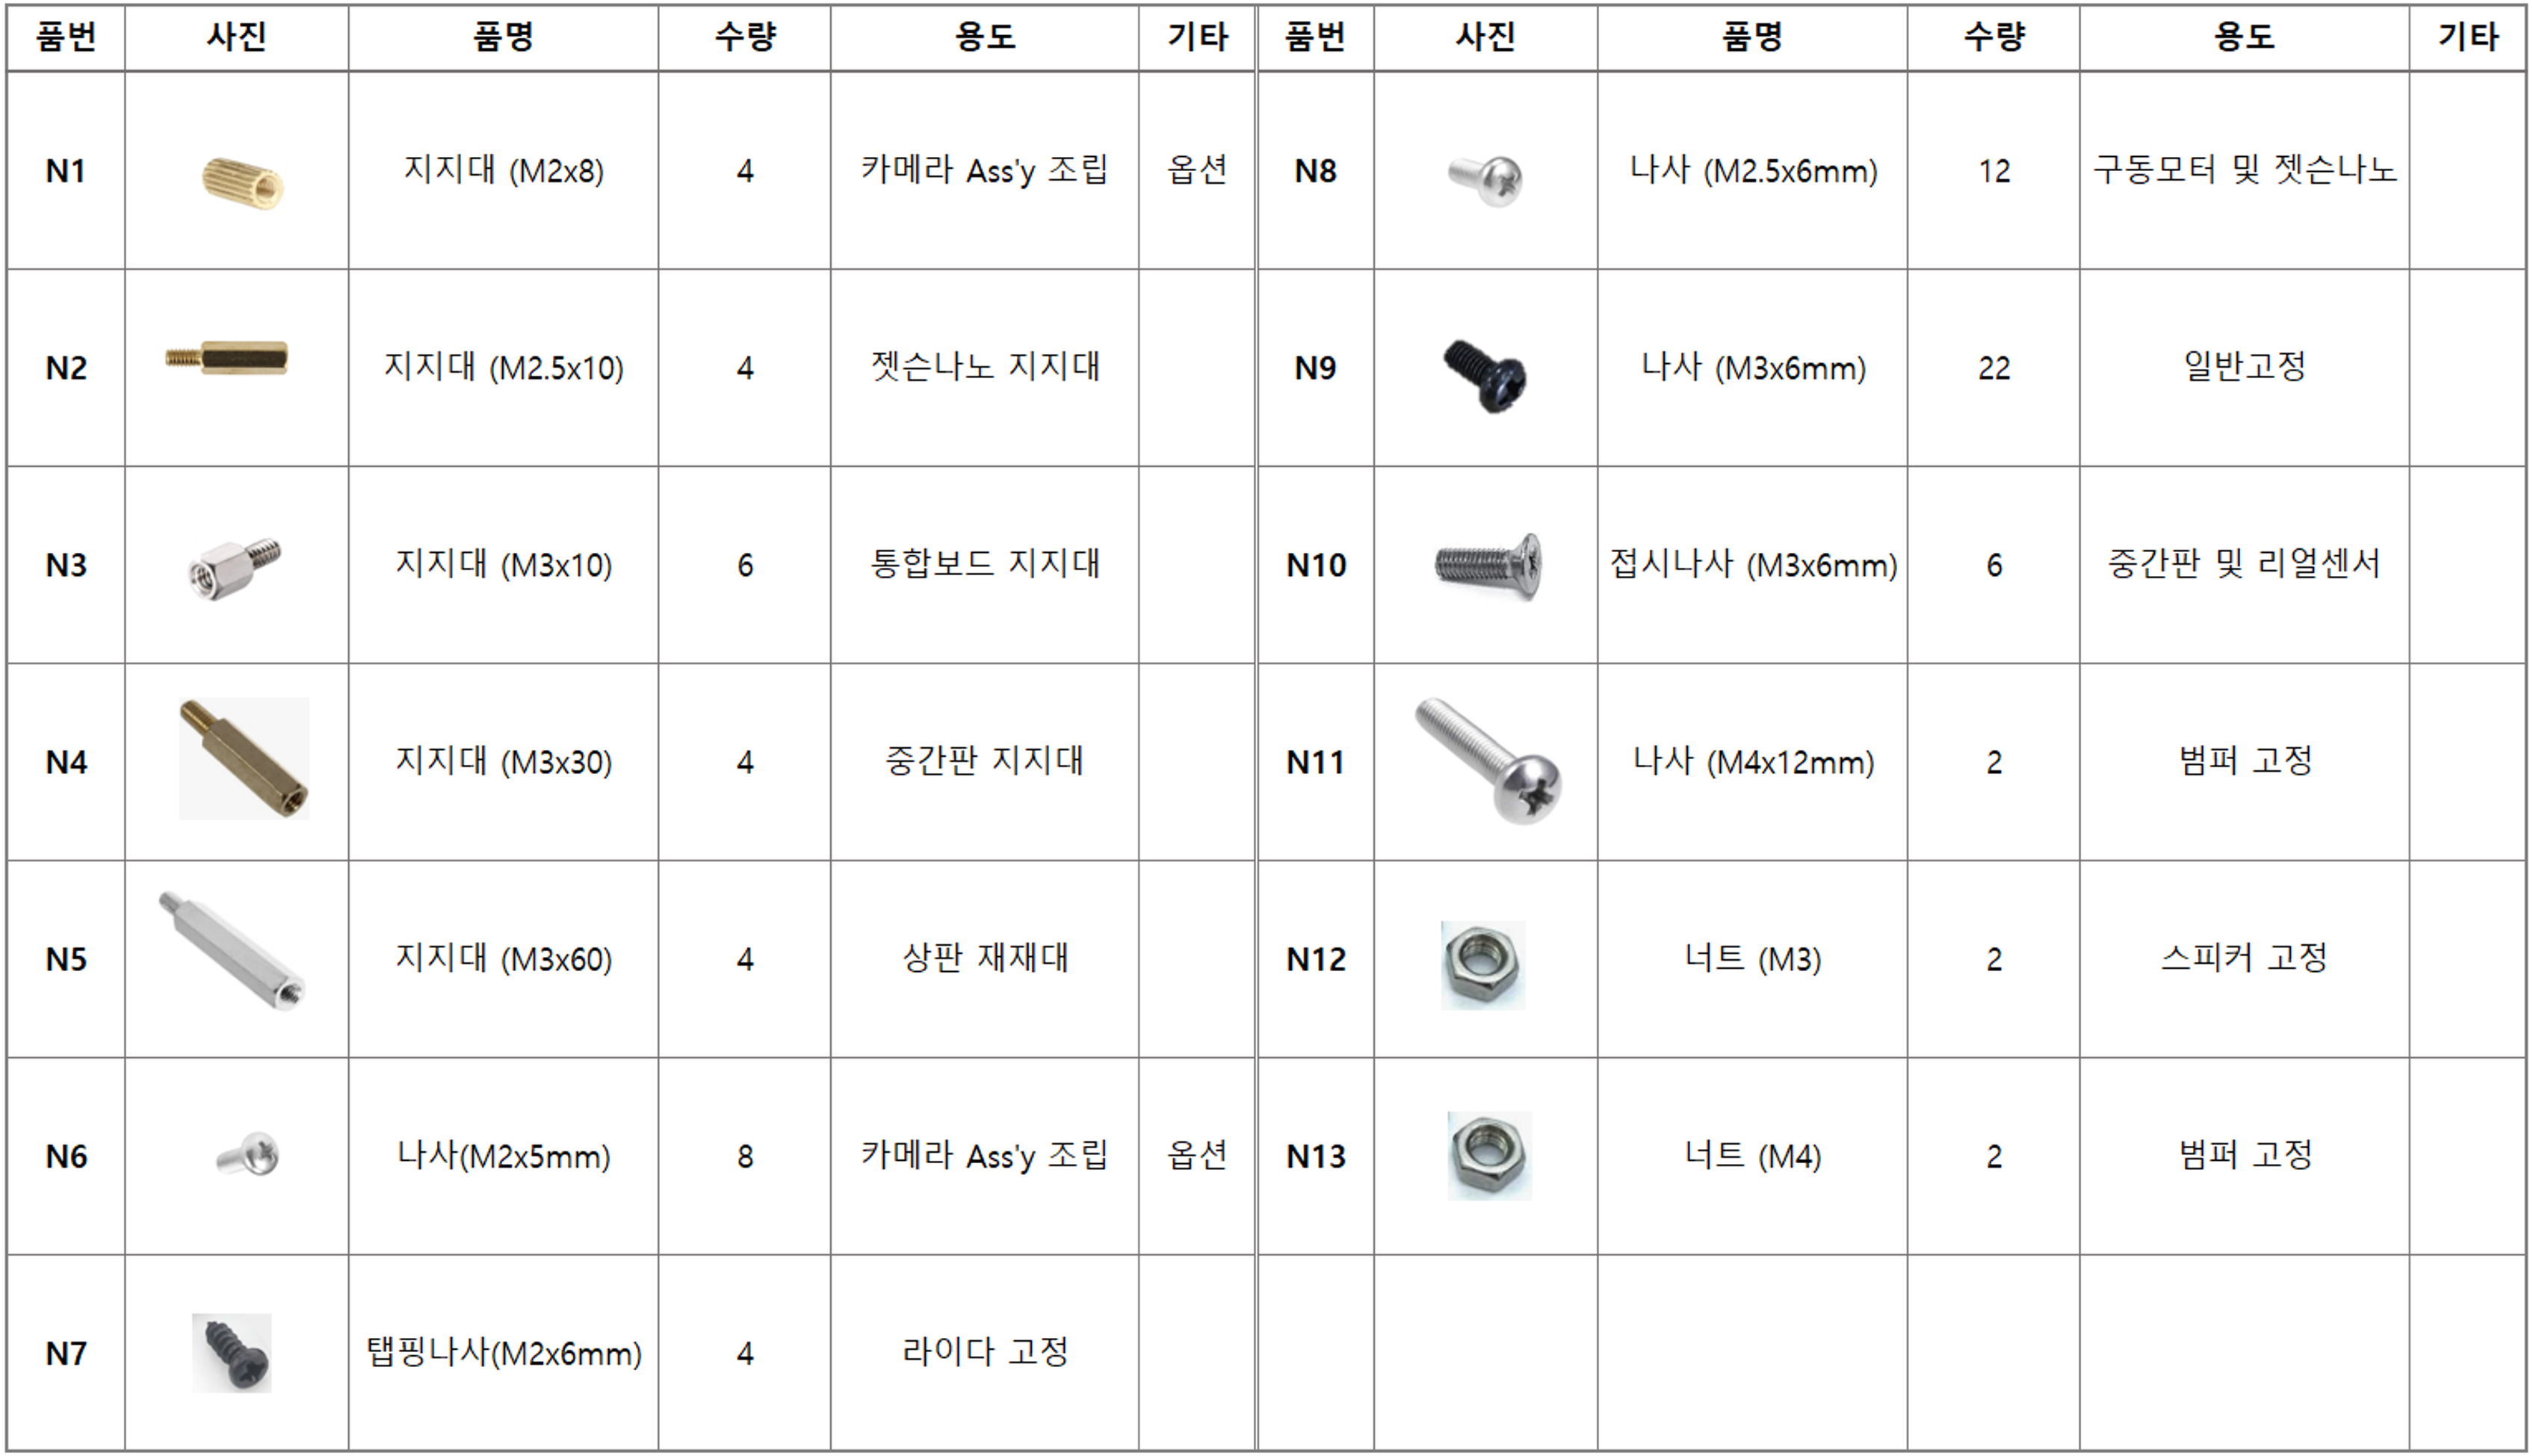 품번 사진 품명 수량 용도 기타 품번 사진 품명 수량 용도 기타
N1 지지대 (M2x8) 4 카메라 Ass'y 조립 옵션 N8 나사 (M2.5x6mm) 12 구동모터 및 젯슨나노
N2 지지대 (M2.5x10) 4 젯슨나노 지지대 N9 나사 (M3x6mm) 22 일반고정
N3 지지대 (M3x10) 6 통합보드 지지대 N10 접시나사 (M3x6mm) 6 중간판 및 리얼센서
N4 지지대 (M3x30) 4 중간판 지지대 N11 나사 (M4x12mm) 2 범퍼 고정
N5 지지대 (M3x60) 4 상판 재재대 N12 너트 (M3) 2 스피커 고정
N6 나사(M2x5mm) 8 카메라 Ass'y 조립 옵션 N13 너트 (M4) 2 범퍼 고정
N7 탭핑나사(M2x6mm) 4 라이다 고정